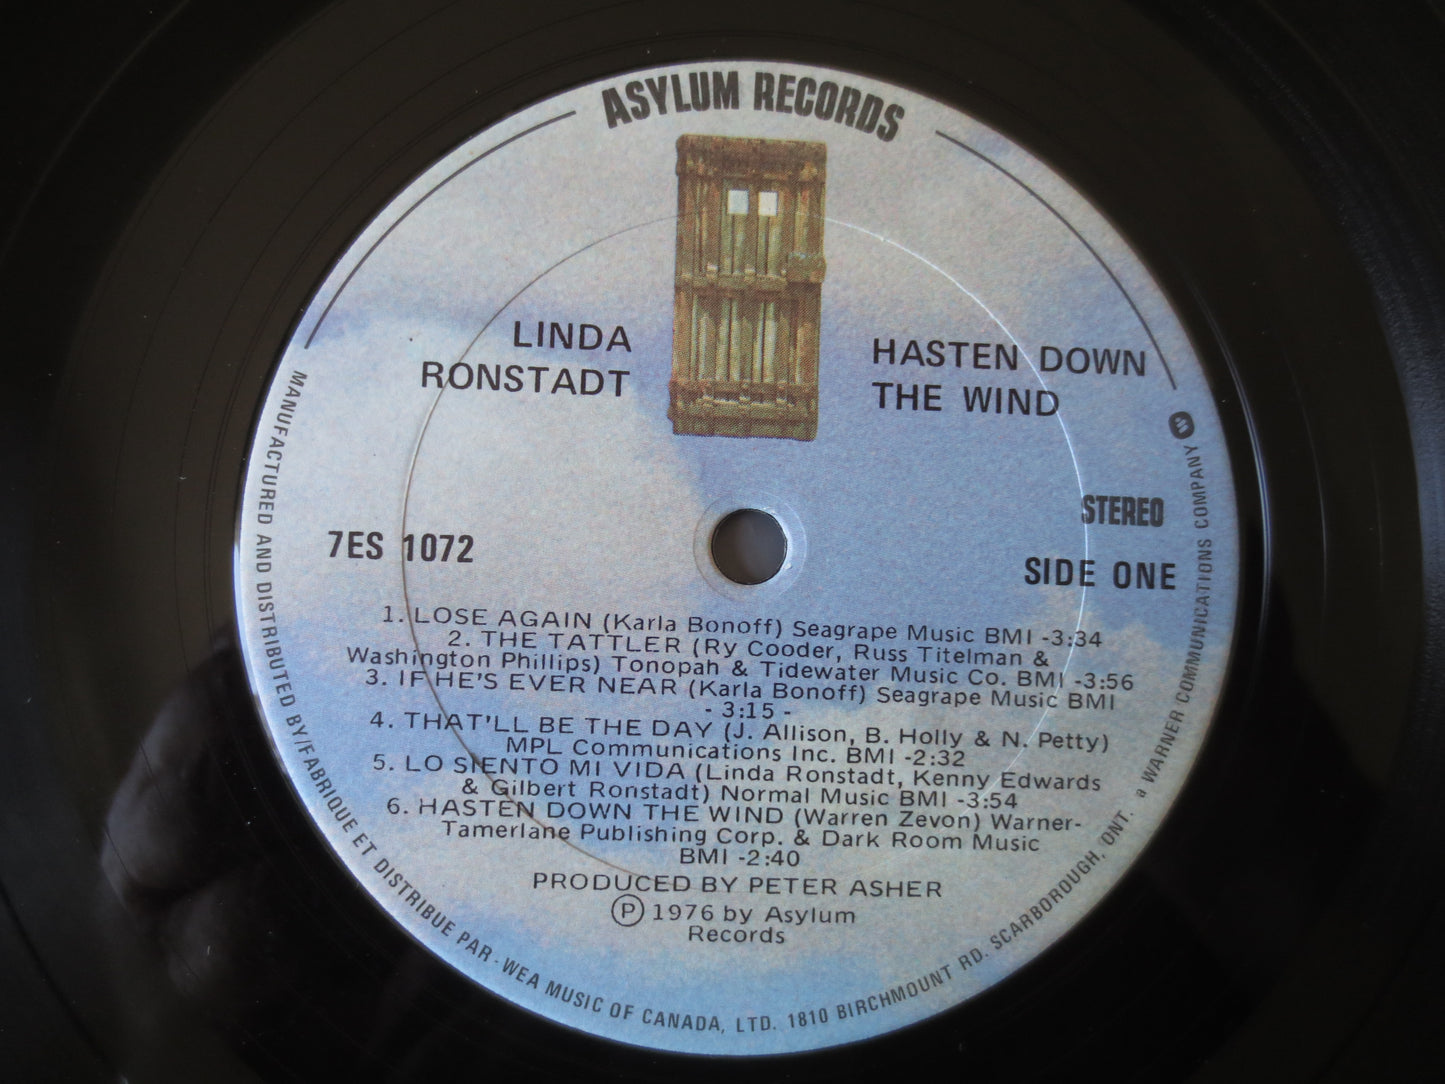 ASYLUM RECORDS
LINDA
RONSTADT
HASTEN DOWN
THE WIND
STEREO
7ES 1072
SIDE ONE
1. LOSE AGAIN (Karla Bonoff) Seagrape Music BMI -3:34
2. THE TATTLER (Ry Cooder, Russ Titelman &
Washington Phillips) Tonopah & Tidewater Music Co. BMI -3:56
3. IF HE'S EVER NEAR (Karla Bonoff) Seagrape Music BMI
- 3:15 -
4. THAT'LL BE THE DAY (J. Allison, B. Holly & N. Petty)
MPL Communications Inc. BMI -2:32
5. LO SIENTO MI VIDA (Linda Ronstadt, Kenny Edwards
& Gilbert Ronstadt) Normal Music BMI -3:54
6. HASTEN DOWN THE WIND (Warren Zevon) Warner-
Tamerlane Publishing Corp. & Dark Room Music
BMI -2:40
PRODUCED BY PETER ASHER
Ⓟ 1976 by Asylum
Records
MANUFACTURED AND DISTRIBUTED BY/FABRIQUE ET DISTRIBUE PAR - WEA MUSIC OF CANADA, LTD. 1810 BIRCHMOUNT RD. SCARBOROUGH, ONT. a WARNER COMMUNICATIONS COMPANY